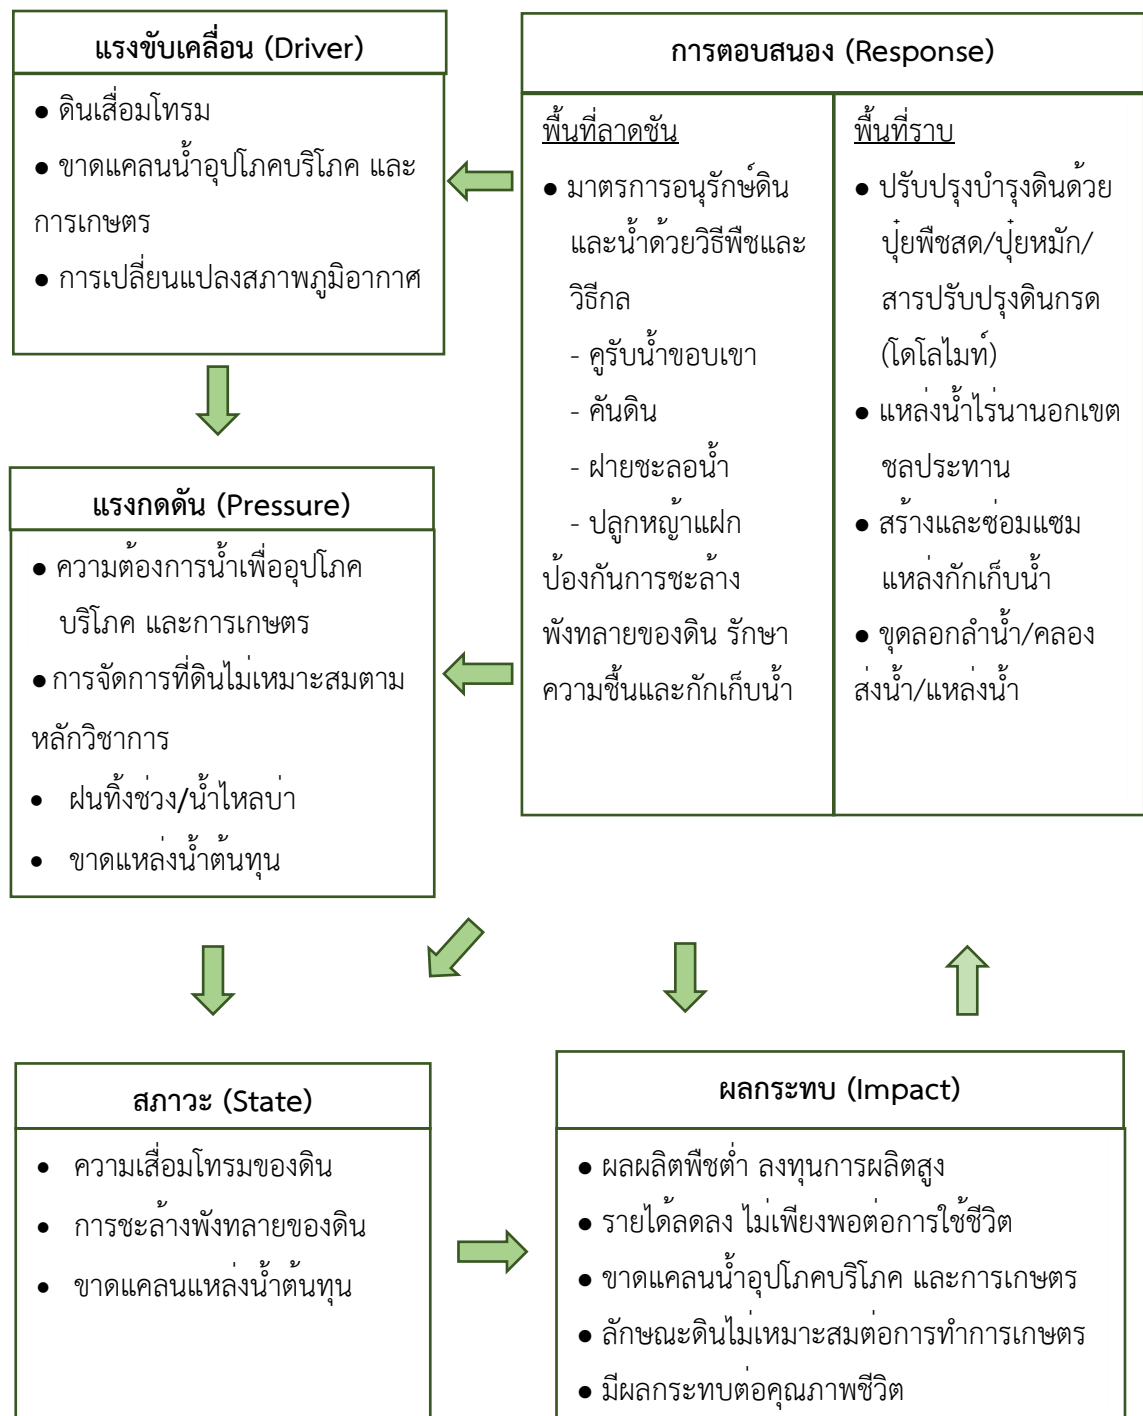 แรงขับเคลื่อน (Driver)
● ดินเสื่อมโทรม
● ขาดแคลนน้ำอุปโภคบริโภค และ
การเกษตร
● การเปลี่ยนแปลงสภาพภูมิอากาศ
การตอบสนอง (Response)
พื้นที่ลาดชัน
● มาตรการอนุรักษ์ดิน
และน้ำด้วยวิธีพืชและ
วิธีกล
- คูรับน้ำขอบเขา
- คันดิน
- ฝายชะลอน้ำ
- ปลูกหญ้าแฝก
ป้องกันการชะล้าง
พังทลายของดิน รักษา
ความชื้นและกักเก็บน้ำ
พื้นที่ราบ
● ปรับปรุงบำรุงดินด้วย
ปุ๋ยพืชสด/ปุ๋ยหมัก/
สารปรับปรุงดินกรด
(โดโลไมท์)
● แหล่งน้ำไร่นานอกเขต
ชลประทาน
● สร้างและซ่อมแซม
แหล่งกักเก็บน้ำ
● ขุดลอกลำน้ำ/คลอง
ส่งน้ำ/แหล่งน้ำ
แรงกดดัน (Pressure)
● ความต้องการน้ำเพื่ออุปโภค
บริโภค และการเกษตร
● การจัดการที่ดินไม่เหมาะสมตาม
หลักวิชาการ
● ฝนทิ้งช่วง/น้ำไหลบ่า
● ขาดแหล่งน้ำต้นทุน
สภาวะ (State)
● ความเสื่อมโทรมของดิน
● การชะล้างพังทลายของดิน
● ขาดแคลนแหล่งน้ำต้นทุน
ผลกระทบ (Impact)
● ผลผลิตพืชต่ำ ลงทุนการผลิตสูง
● รายได้ลดลง ไม่เพียงพอต่อการใช้ชีวิต
● ขาดแคลนน้ำอุปโภคบริโภค และการเกษตร
● ลักษณะดินไม่เหมาะสมต่อการทำการเกษตร
● มีผลกระทบต่อคุณภาพชีวิต